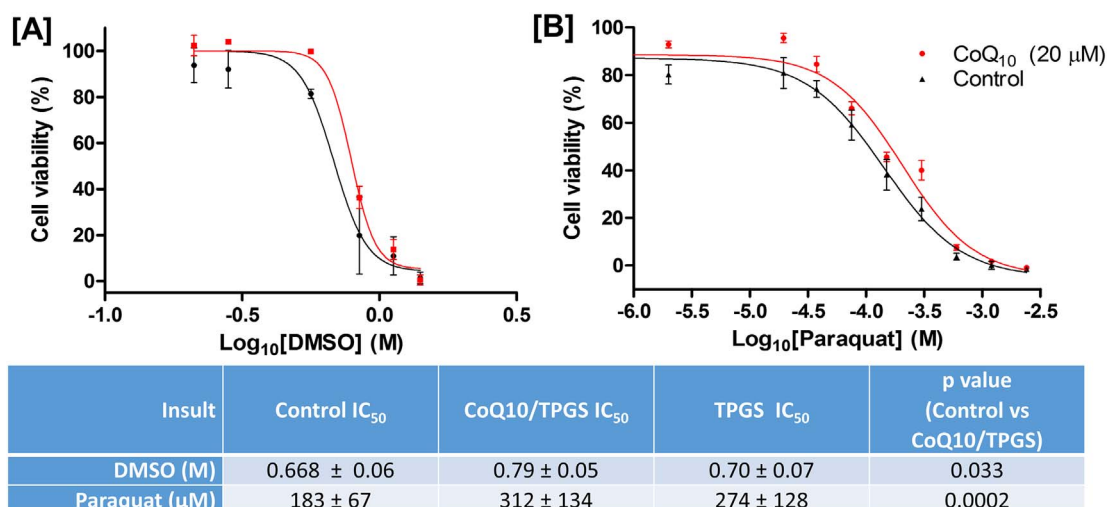 [A]
Cell viability (%)
100
80
60
40
20
0
-1.0 -0.5 0.0 0.5
Log10[DMSO] (M)
[B]
Cell viability (%)
100
80
60
40
20
0
-6.0 -5.5 -5.0 -4.5 -4.0 -3.5 -3.0 -2.5
Log10[Paraquat] (M)
CoQ10 (20 µM)
Control
Insult Control IC50 CoQ10/TPGS IC50 TPGS IC50 p value
(Control vs
CoQ10/TPGS)
DMSO (M) 0.668 ± 0.06 0.79 ± 0.05 0.70 ± 0.07 0.033
Paraquat (µM) 183 ± 67 312 ± 134 274 ± 128 0.0002